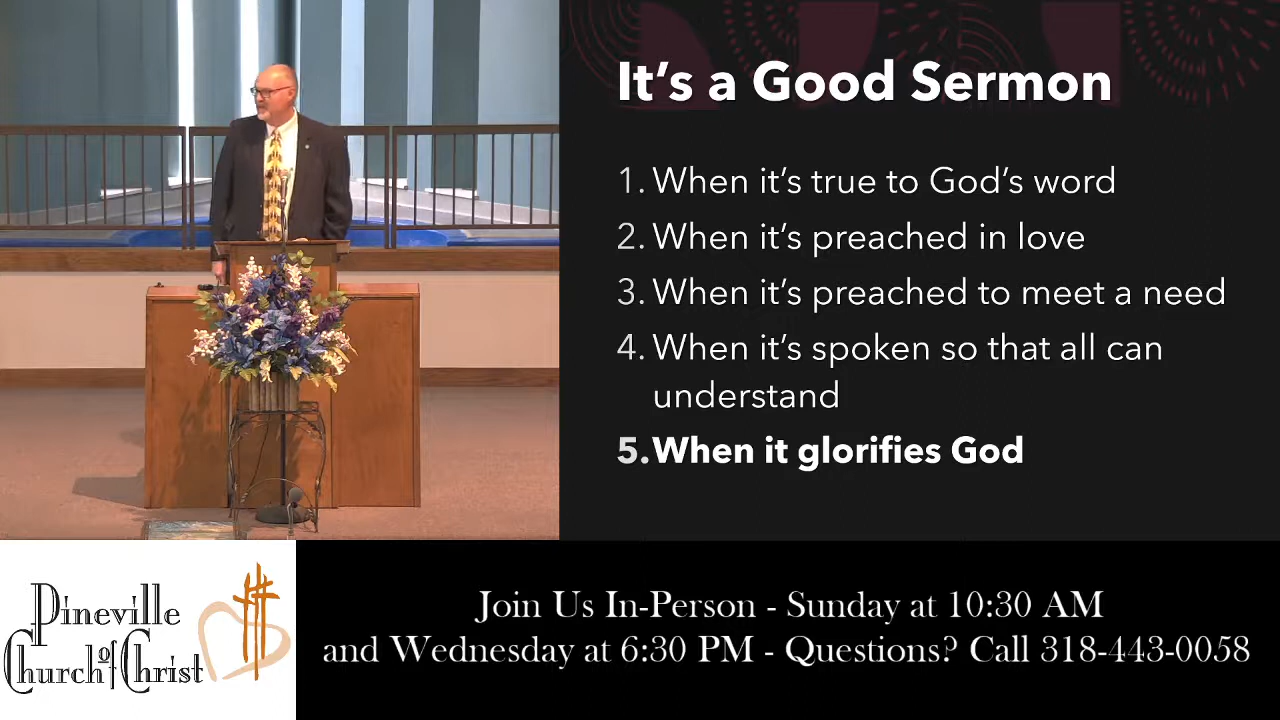 It's a Good Sermon
1. When it's true to God's word
2. When it's preached in love
3. When it's preached to meet a need
4. When it's spoken so that all can
understand
5. When it glorifies God
Pineville
Church of Christ
Join Us In-Person - Sunday at 10:30 AM
and Wednesday at 6:30 PM - Questions? Call 318-443-0058